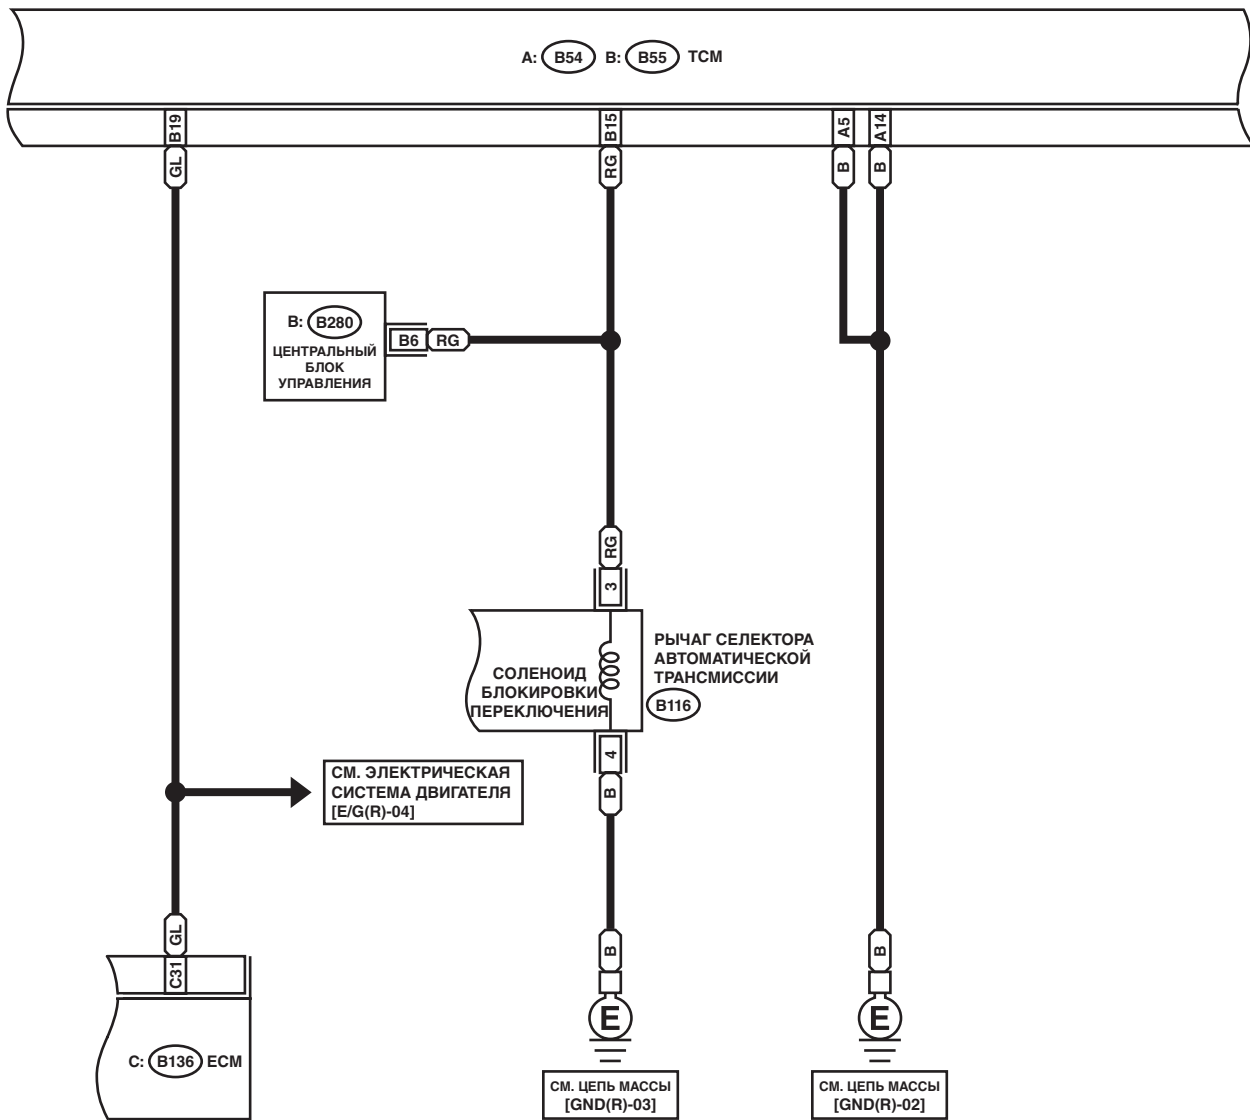 A: B54 B: B55 TCM
B19
B15
A5
A14
GL
RG
B
B
B: B280
B6
RG
ЦЕНТРАЛЬНЫЙ
БЛОК
УПРАВЛЕНИЯ
RG
3
СОЛЕНОИД
БЛОКИРОВКИ
ПЕРЕКЛЮЧЕНИЯ
РЫЧАГ СЕЛЕКТОРА
АВТОМАТИЧЕСКОЙ
ТРАНСМИССИИ
B116
4
B
СМ. ЭЛЕКТРИЧЕСКАЯ
СИСТЕМА ДВИГАТЕЛЯ
[E/G(R)-04]
GL
C31
C: B136 ECM
B
E
СМ. ЦЕПЬ МАССЫ
[GND(R)-03]
B
E
СМ. ЦЕПЬ МАССЫ
[GND(R)-02]